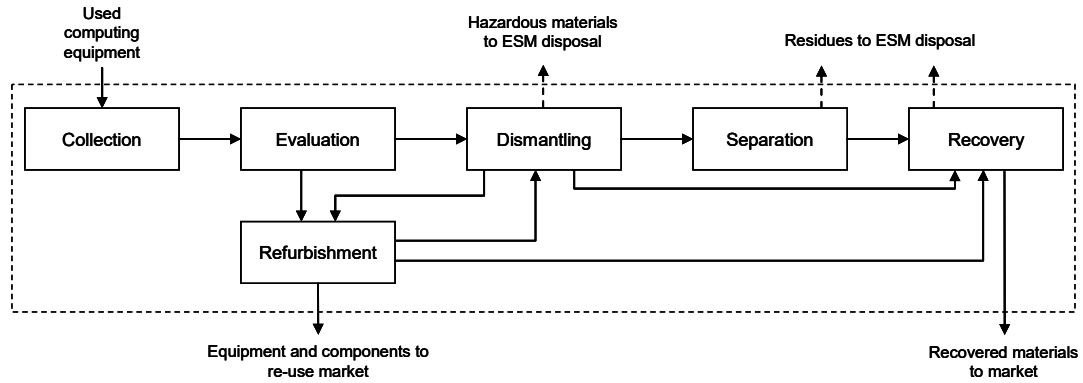 Used
computing
equipment
Hazardous materials
to ESM disposal
Residues to ESM disposal
Collection
Evaluation
Dismantling
Separation
Recovery
Refurbishment
Equipment and components to
re-use market
Recovered materials
to market